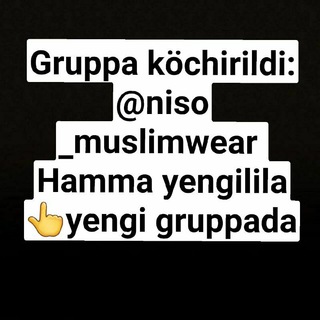 Gruppa köchirildi:
@niso
_muslimwear
Hamma yengilila
👆yengi gruppada